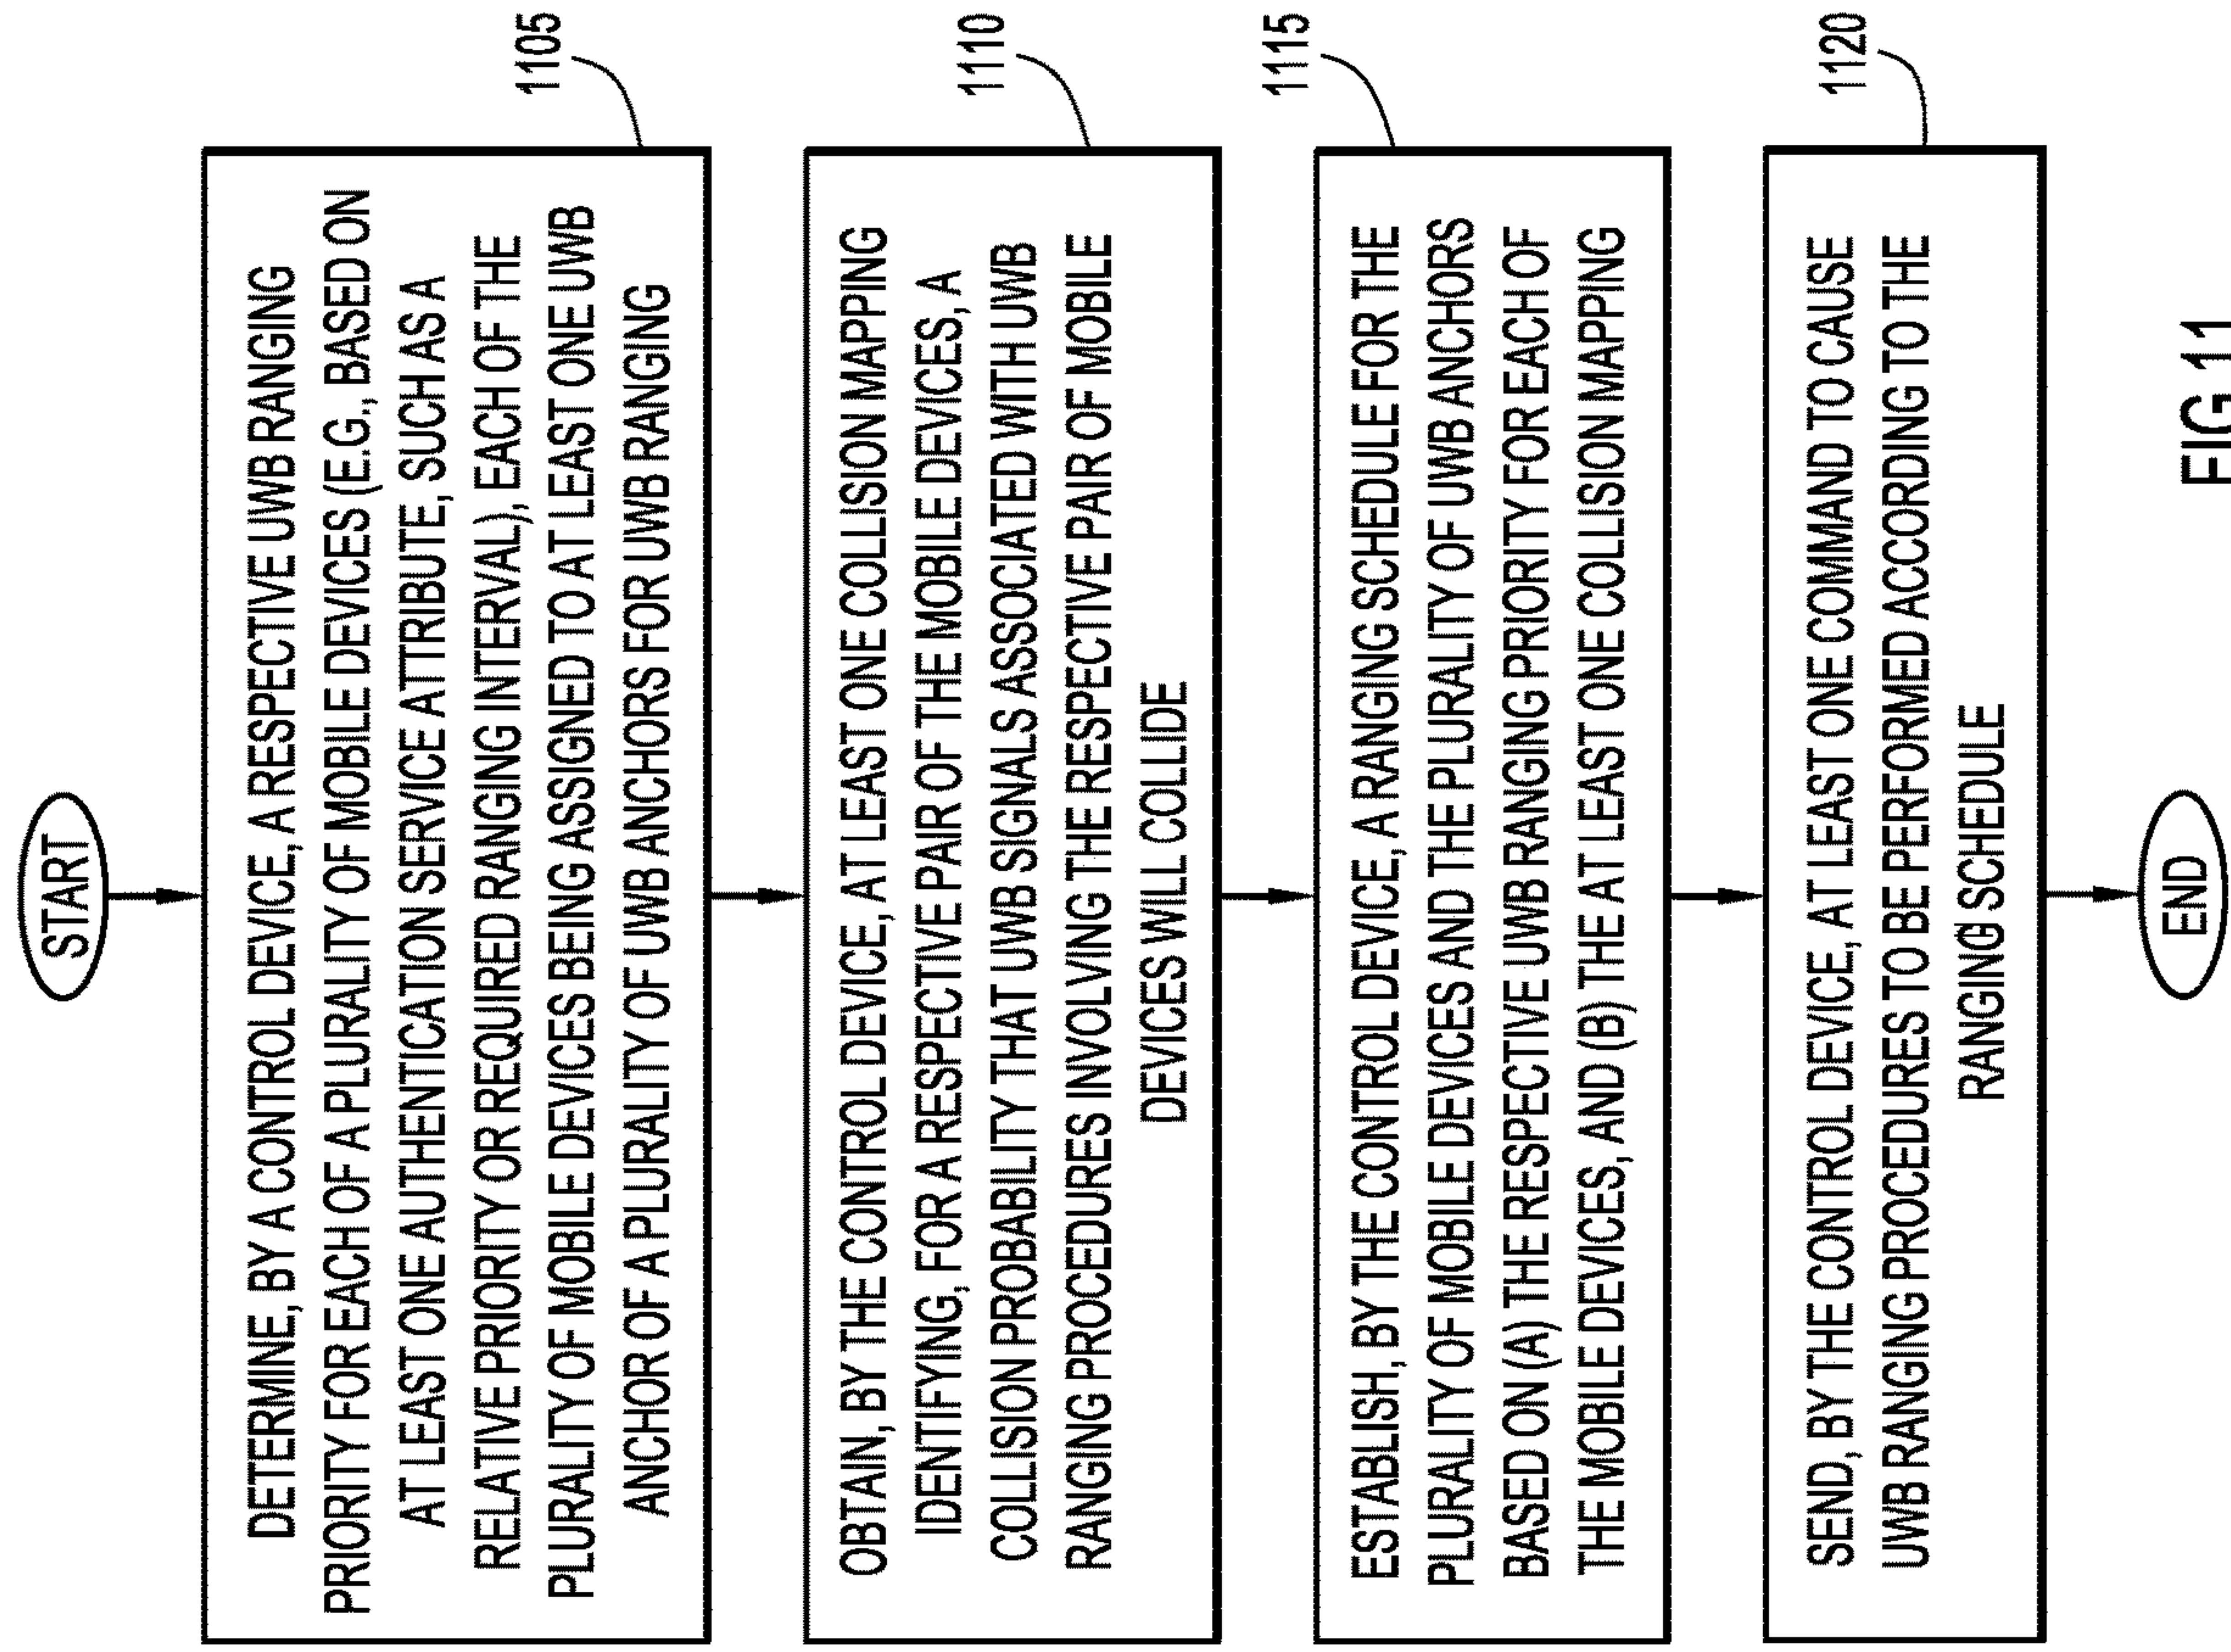 START
DETERMINE, BY A CONTROL DEVICE, A RESPECTIVE UWB RANGING
PRIORITY FOR EACH OF A PLURALITY OF MOBILE DEVICES (E.G., BASED ON
AT LEAST ONE AUTHENTICATION SERVICE ATTRIBUTE, SUCH AS A
RELATIVE PRIORITY OR REQUIRED RANGING INTERVAL), EACH OF THE
PLURALITY OF MOBILE DEVICES BEING ASSIGNED TO AT LEAST ONE UWB
ANCHOR OF A PLURALITY OF UWB ANCHORS FOR UWB RANGING
1105
OBTAIN, BY THE CONTROL DEVICE, AT LEAST ONE COLLISION MAPPING
IDENTIFYING, FOR A RESPECTIVE PAIR OF THE MOBILE DEVICES, A
COLLISION PROBABILITY THAT UWB SIGNALS ASSOCIATED WITH UWB
RANGING PROCEDURES INVOLVING THE RESPECTIVE PAIR OF MOBILE
DEVICES WILL COLLIDE
1110
ESTABLISH, BY THE CONTROL DEVICE, A RANGING SCHEDULE FOR THE
PLURALITY OF MOBILE DEVICES AND THE PLURALITY OF UWB ANCHORS
BASED ON (A) THE RESPECTIVE UWB RANGING PRIORITY FOR EACH OF
THE MOBILE DEVICES, AND (B) THE AT LEAST ONE COLLISION MAPPING
1115
SEND, BY THE CONTROL DEVICE, AT LEAST ONE COMMAND TO CAUSE
UWB RANGING PROCEDURES TO BE PERFORMED ACCORDING TO THE
RANGING SCHEDULE
1120
END
FIG.11